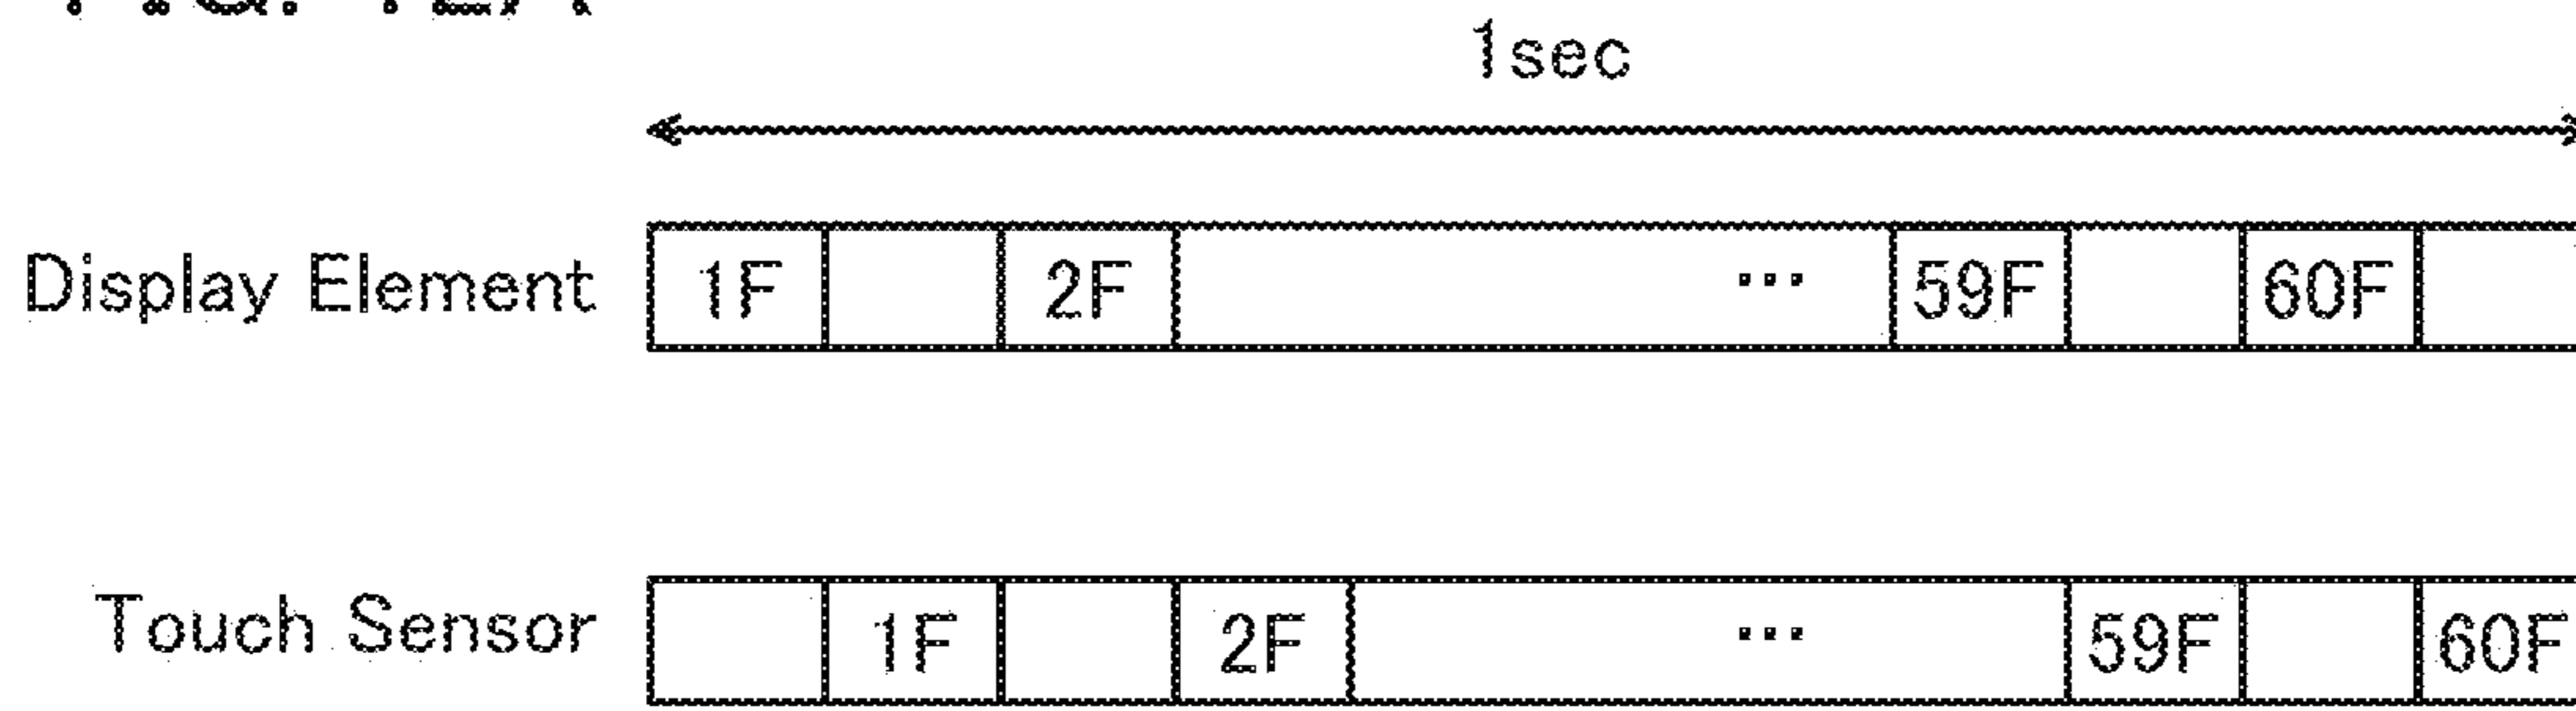 1sec
Display Element 1F 2F ... 59F 60F
Touch Sensor 1F 2F ... 59F 60F